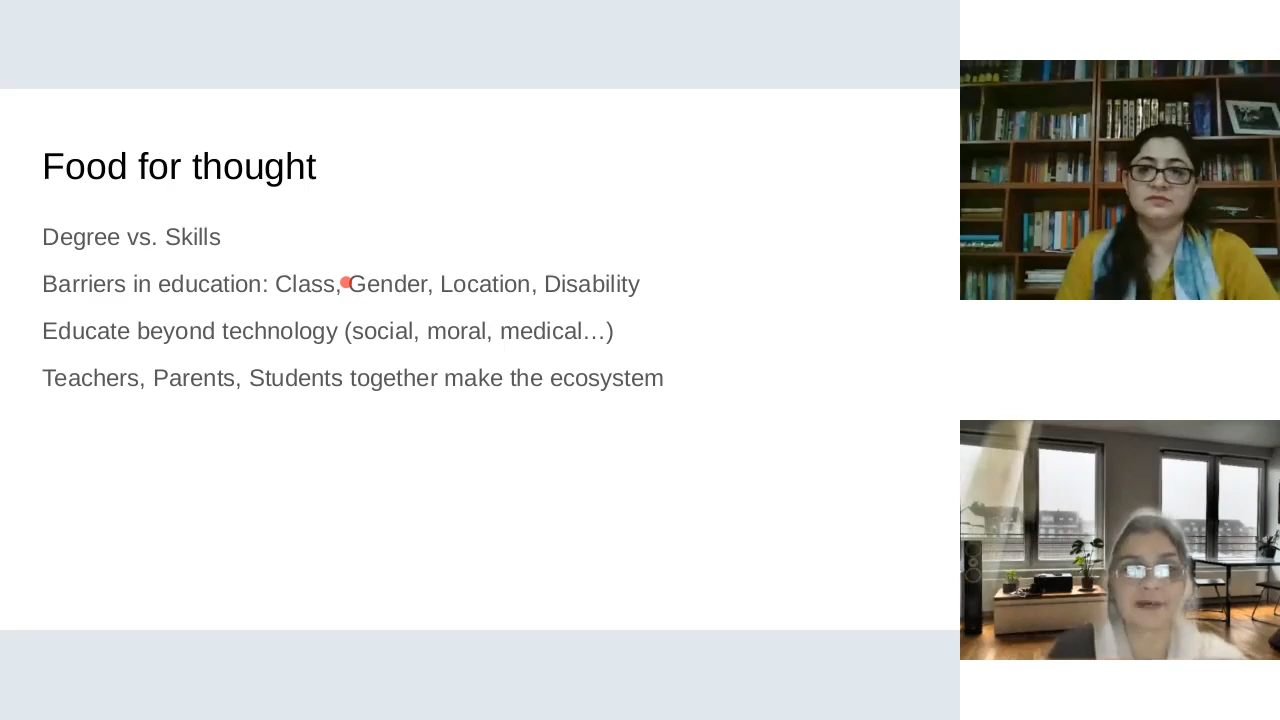 Food for thought
Degree vs. Skills
Barriers in education: Class, Gender, Location, Disability
Educate beyond technology (social, moral, medical…)
Teachers, Parents, Students together make the ecosystem